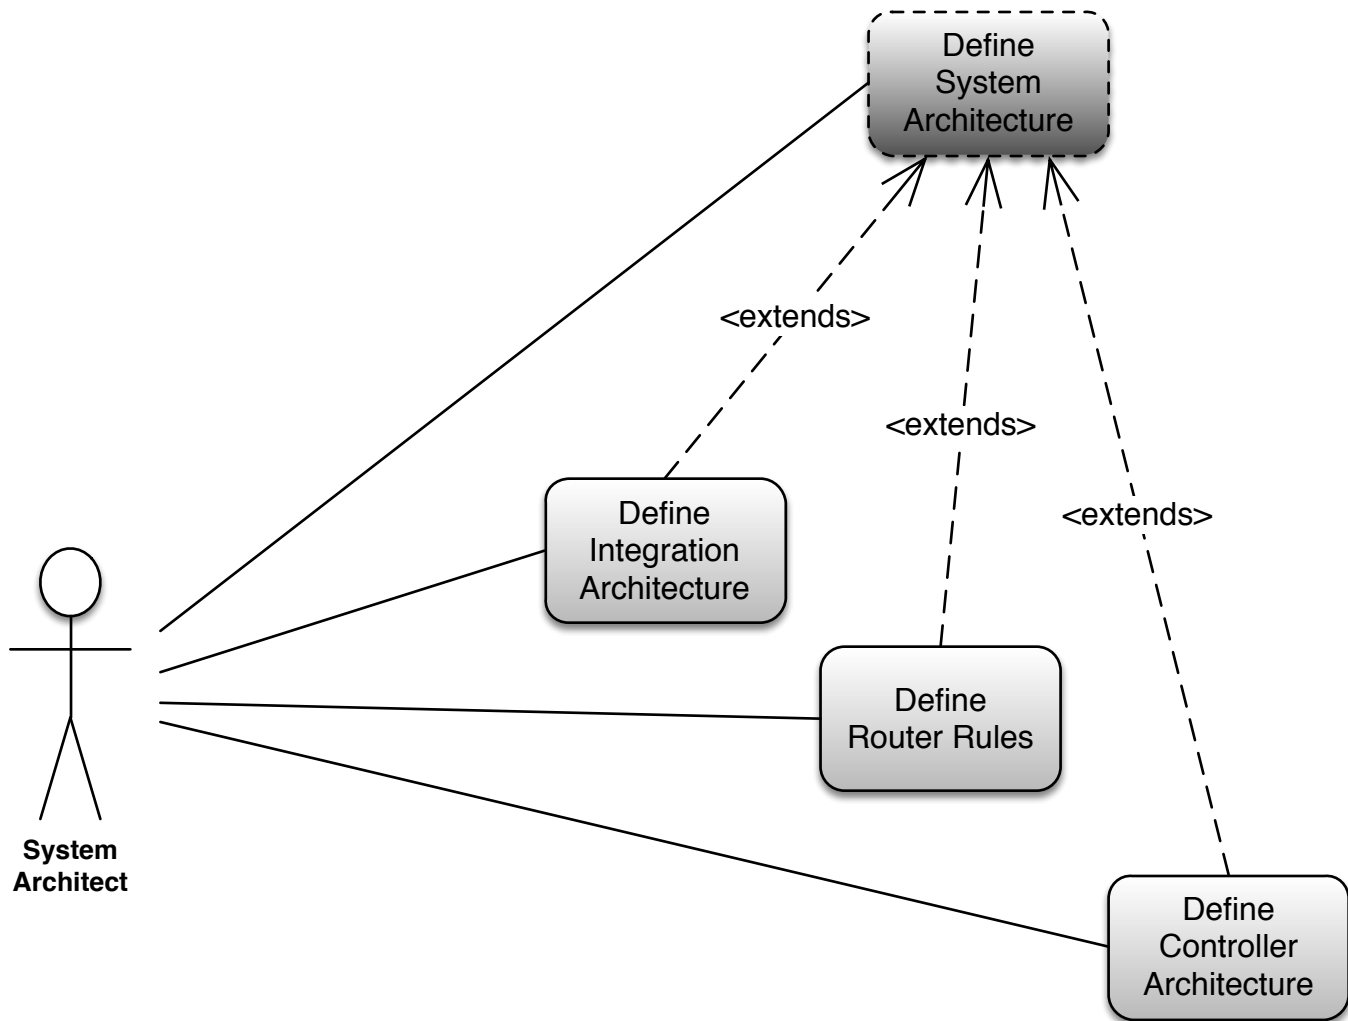 Define
System
Architecture
<extends>
<extends>
<extends>
Define
Integration
Architecture
Define
Router Rules
System
Architect
Define
Controller
Architecture